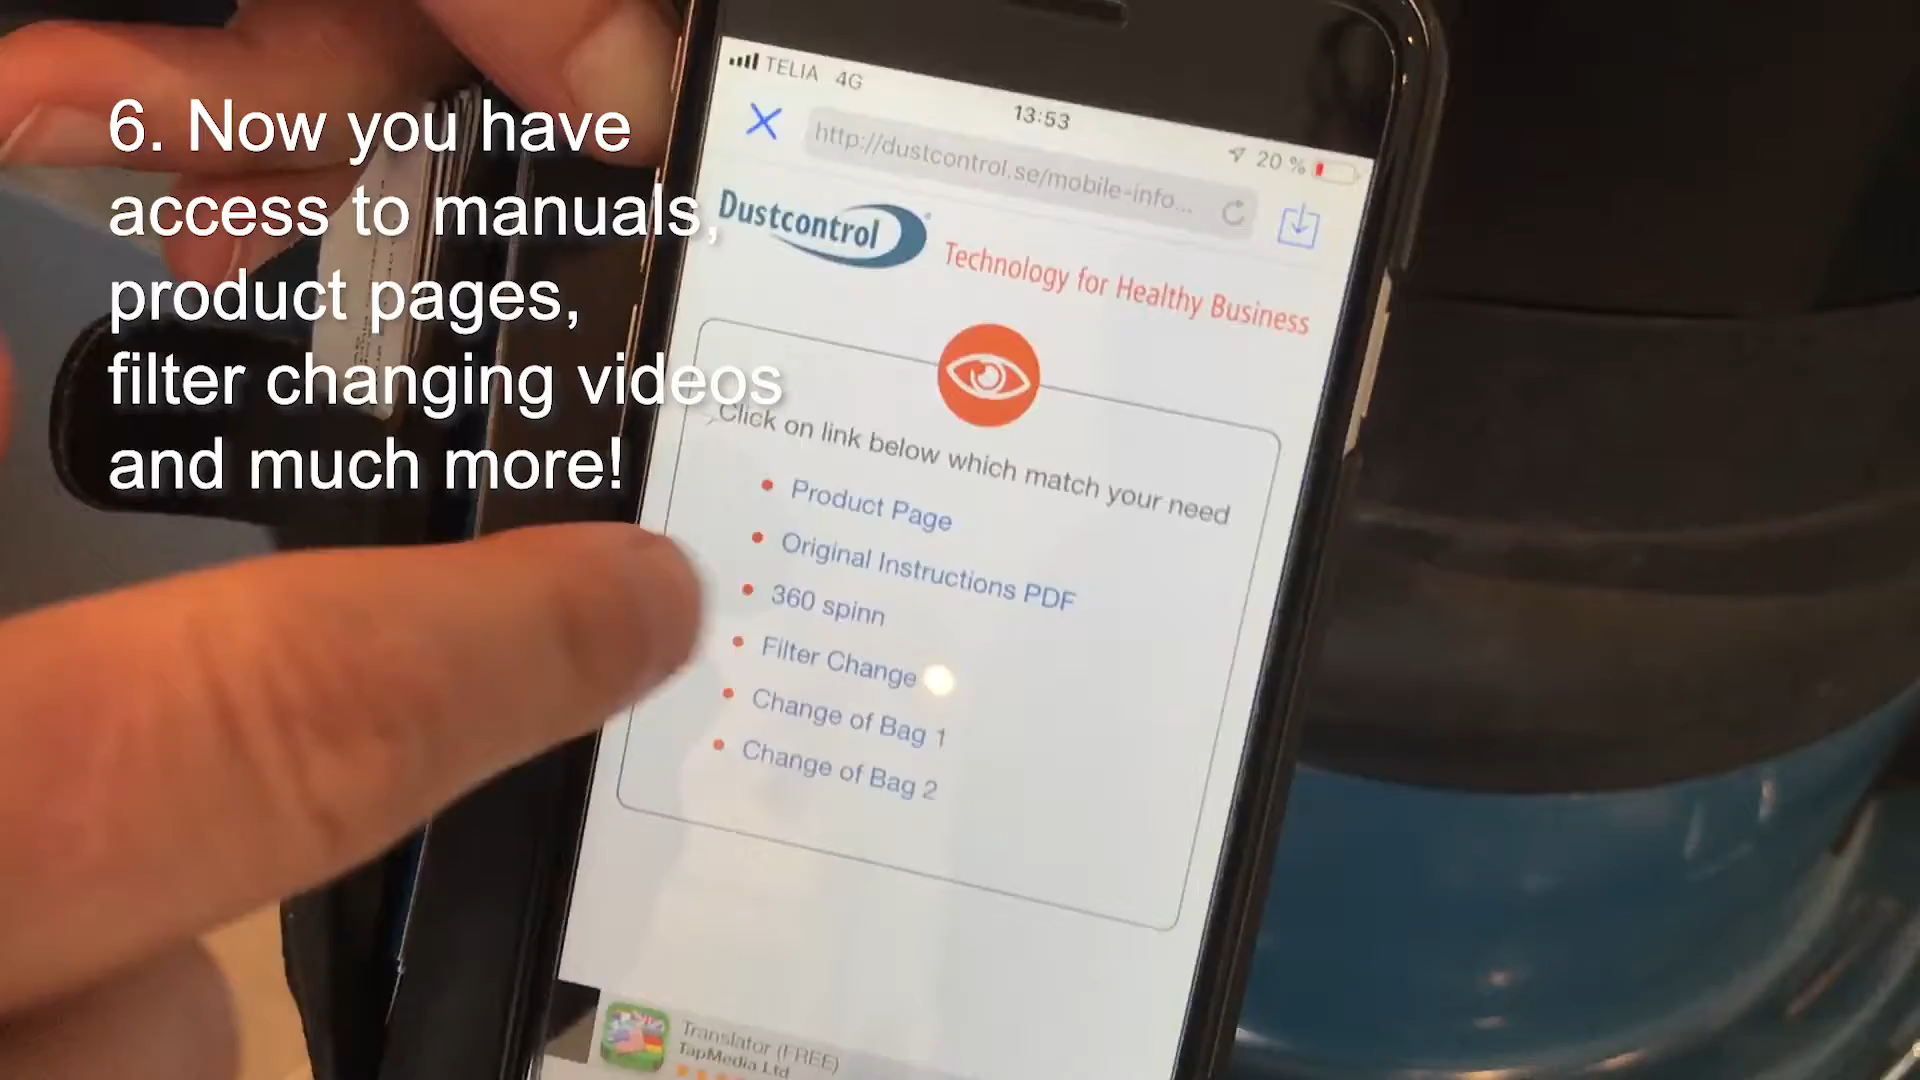 6. Now you have
access to manuals,
product pages,
filter changing videos
and much more!
TELIA 4G
13:53
20 %
http://dustcontrol.se/mobile-info...
Dustcontrol®
Technology for Healthy Business
Click on link below which match your need
Product Page
Original Instructions PDF
360 spinn
Filter Change
Change of Bag 1
Change of Bag 2
Translator (FREE)
TapMedia Ltd